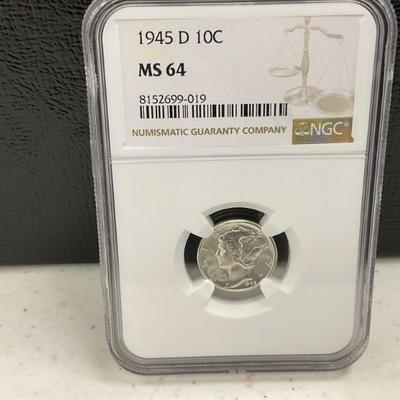 1945 D 10C
MS 64
8152699-019
NUMISMATIC GUARANTY COMPANY
NGC®